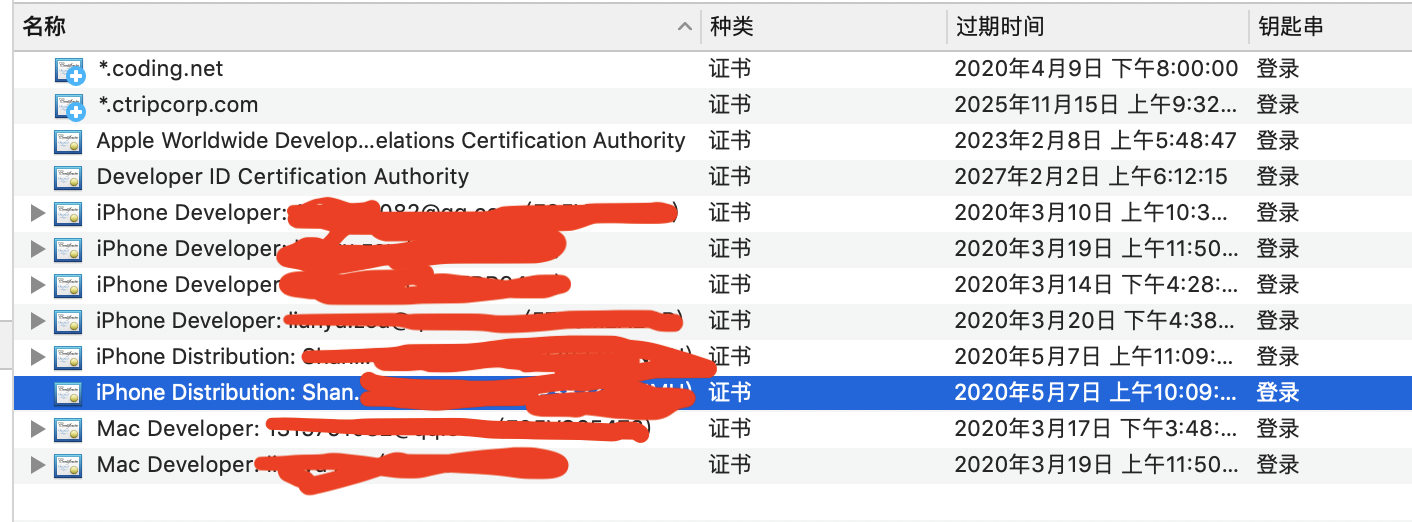 名称 种类 过期时间 钥匙串
*.coding.net 证书 2020年4月9日 下午8:00:00 登录
*.ctripcorp.com 证书 2025年11月15日 上午9:32... 登录
Apple Worldwide Develop...elations Certification Authority 证书 2023年2月8日 上午5:48:47 登录
Developer ID Certification Authority 证书 2027年2月2日 上午6:12:15 登录
iPhone Developer: 证书 2020年3月10日 上午10:3... 登录
iPhone Developer: 证书 2020年3月19日 上午11:50... 登录
iPhone Developer 证书 2020年3月14日 下午4:28:... 登录
iPhone Developer: 证书 2020年3月20日 下午4:38... 登录
iPhone Distribution: 证书 2020年5月7日 上午11:09:... 登录
iPhone Distribution: Shan. 证书 2020年5月7日 上午10:09:... 登录
Mac Developer: 证书 2020年3月17日 下午3:48:... 登录
Mac Developer: 证书 2020年3月19日 上午11:50... 登录